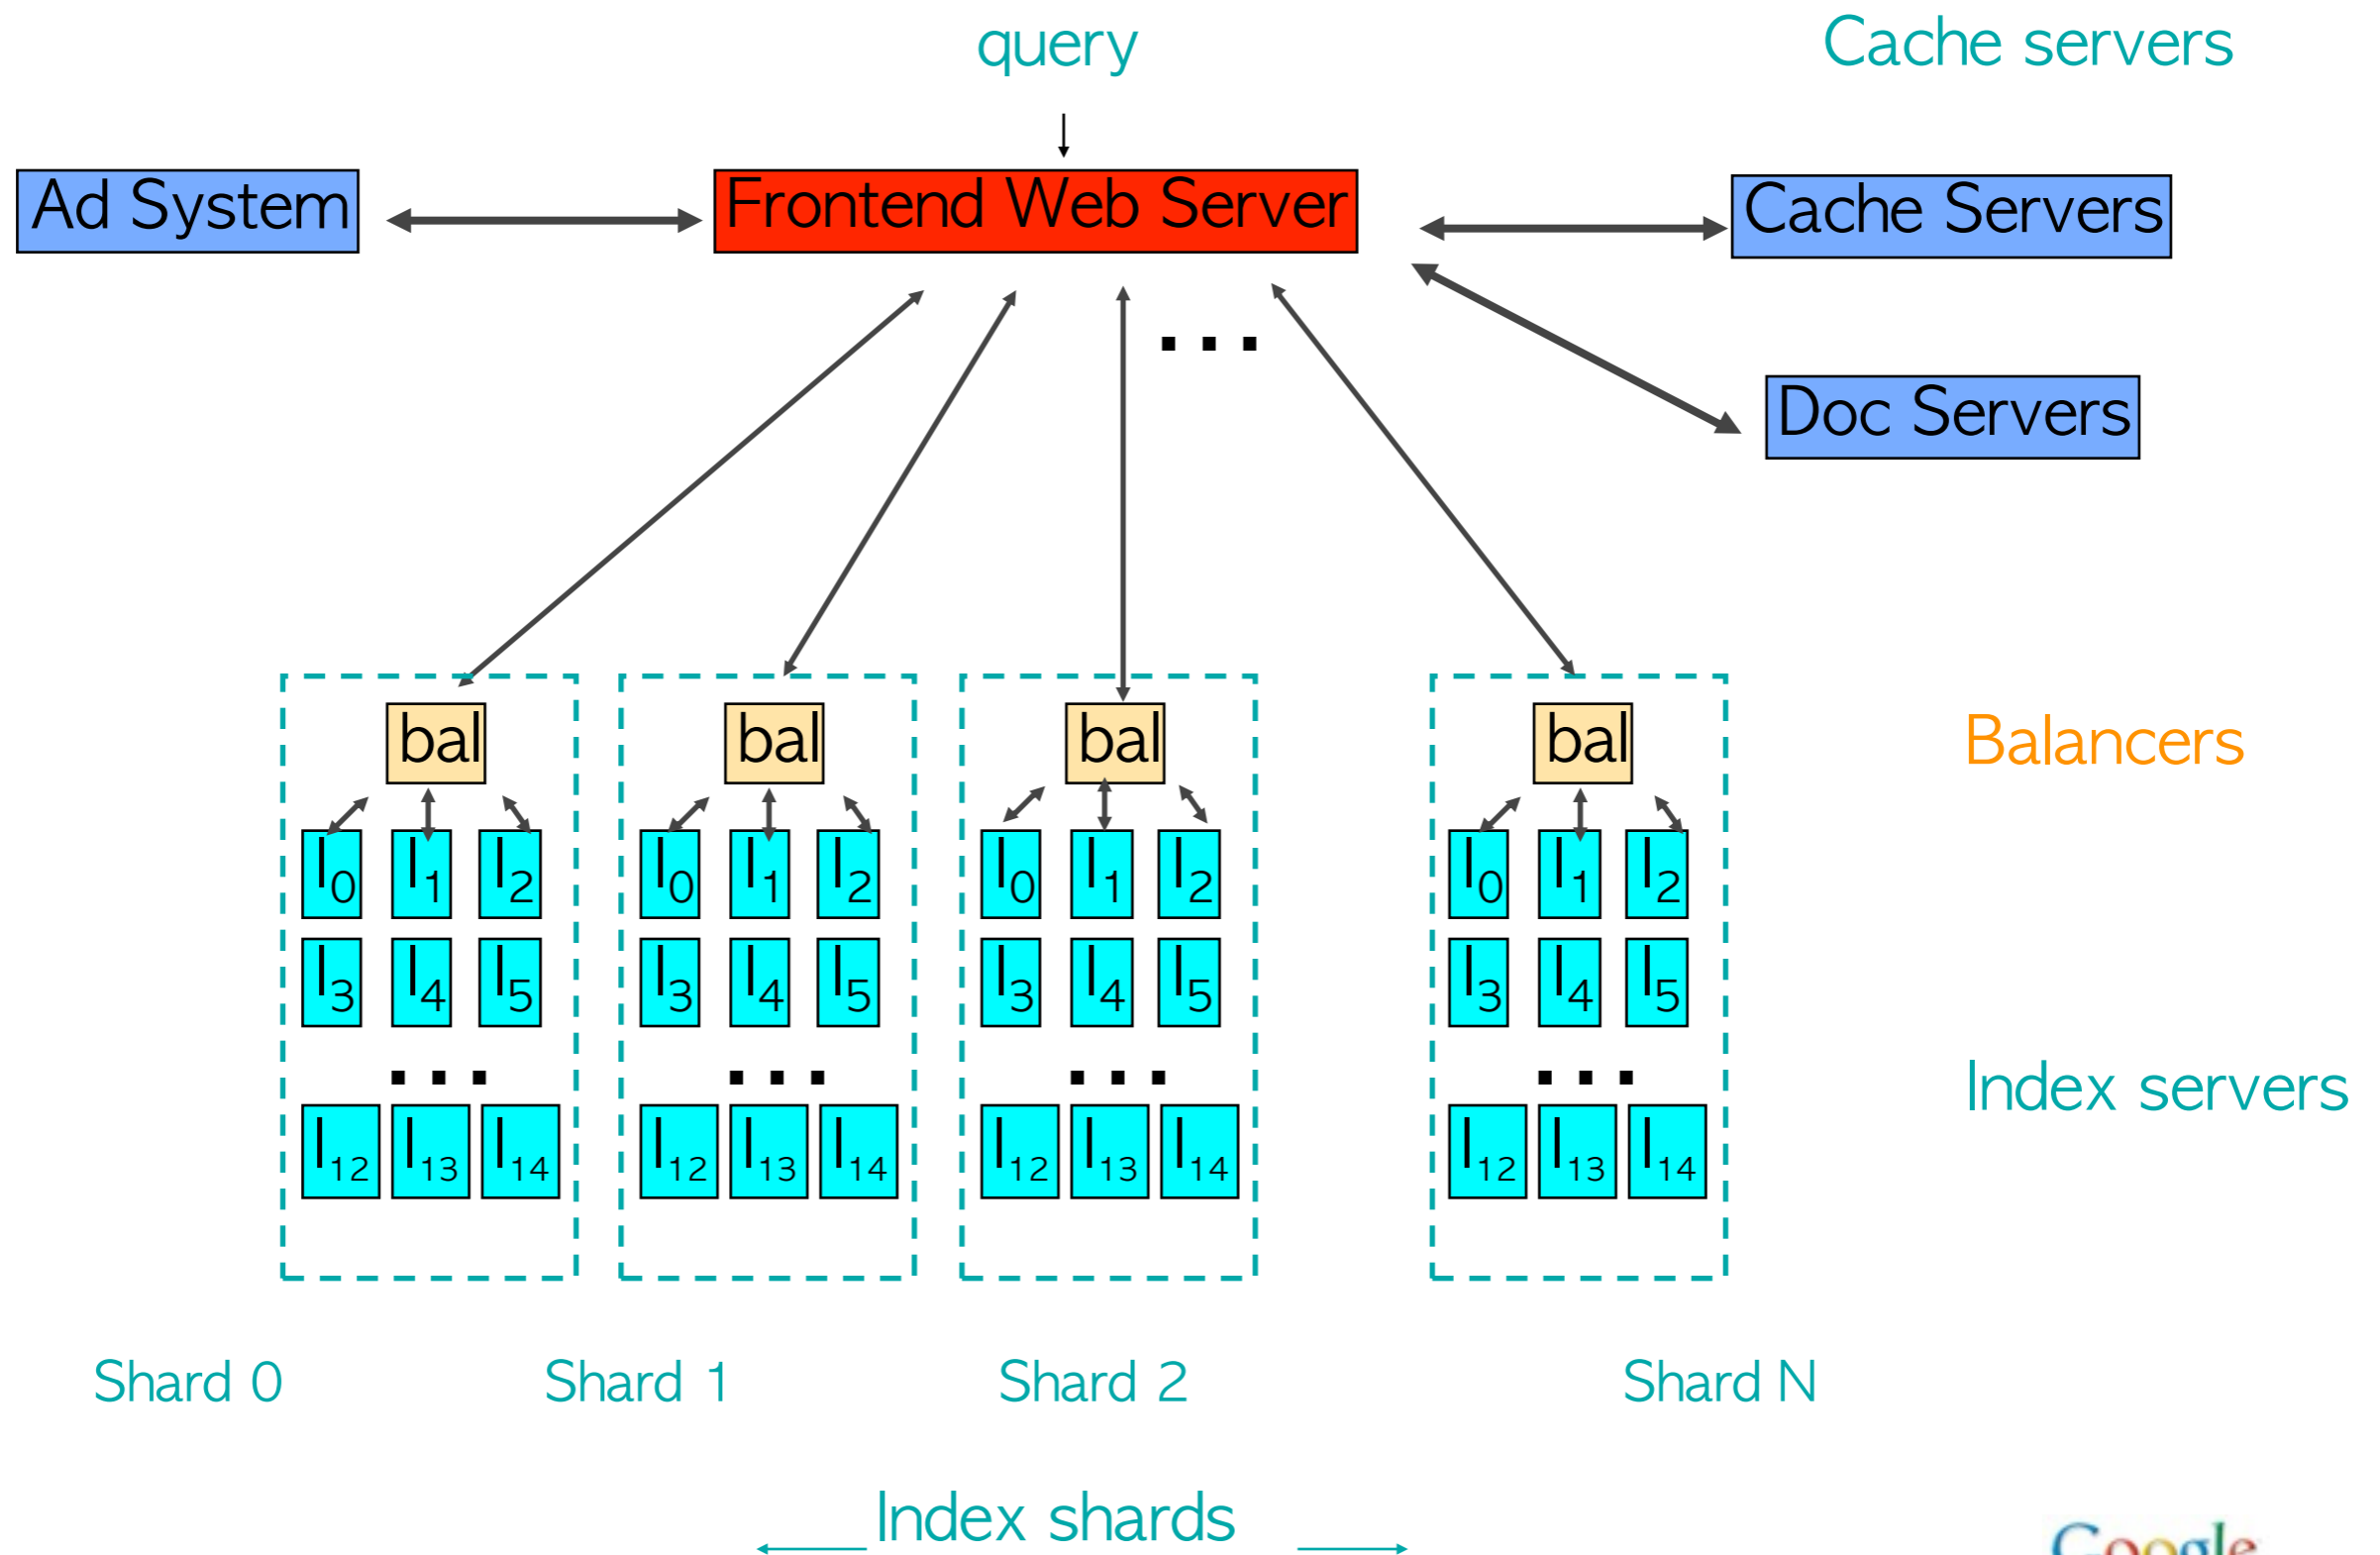 query
Cache servers
Ad System
Frontend Web Server
Cache Servers
...
Doc Servers
bal bal bal bal
Balancers
I0 I1 I2 I0 I1 I2 I0 I1 I2 I0 I1 I2
I3 I4 I5 I3 I4 I5 I3 I4 I5 I3 I4 I5
... ... ... ...
Index servers
I12 I13 I14 I12 I13 I14 I12 I13 I14 I12 I13 I14
Shard 0 Shard 1 Shard 2 Shard N
Index shards
Google